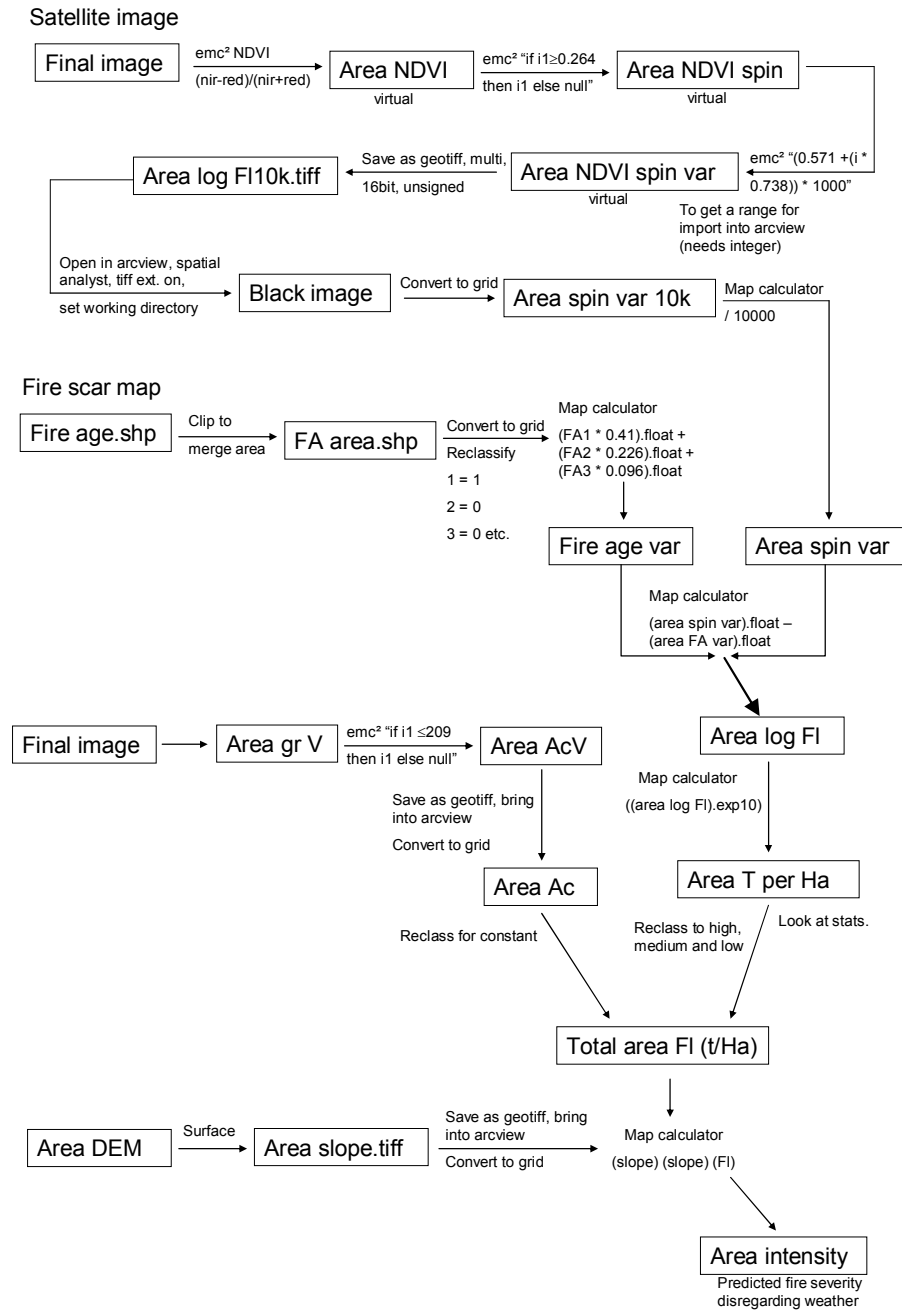 Satellite image
Final image
emc² NDVI
(nir-red)/(nir+red)
Area NDVI
virtual
emc² “if i1≥0.264
then i1 else null”
Area NDVI spin
virtual
emc² “(0.571 +(i *
0.738)) * 1000”
To get a range for
import into arcview
(needs integer)
Area NDVI spin var
virtual
Save as geotiff, multi,
16bit, unsigned
Area log Fl10k.tiff
Open in arcview, spatial
analyst, tiff ext. on,
set working directory
Black image
Convert to grid
Area spin var 10k
Map calculator
/ 10000
Fire scar map
Fire age.shp
Clip to
merge area
FA area.shp
Convert to grid
Reclassify
1 = 1
2 = 0
3 = 0 etc.
Map calculator
(FA1 * 0.41).float +
(FA2 * 0.226).float +
(FA3 * 0.096).float
Fire age var
Area spin var
Map calculator
(area spin var).float –
(area FA var).float
Final image
Area gr V
emc² “if i1 ≤209
then i1 else null”
Area AcV
Area log Fl
Save as geotiff, bring
into arcview
Convert to grid
Map calculator
((area log Fl).exp10)
Area Ac
Area T per Ha
Reclass for constant
Reclass to high,
medium and low
Look at stats.
Total area Fl (t/Ha)
Area DEM
Surface
Area slope.tiff
Save as geotiff, bring
into arcview
Convert to grid
Map calculator
(slope) (slope) (Fl)
Area intensity
Predicted fire severity
disregarding weather